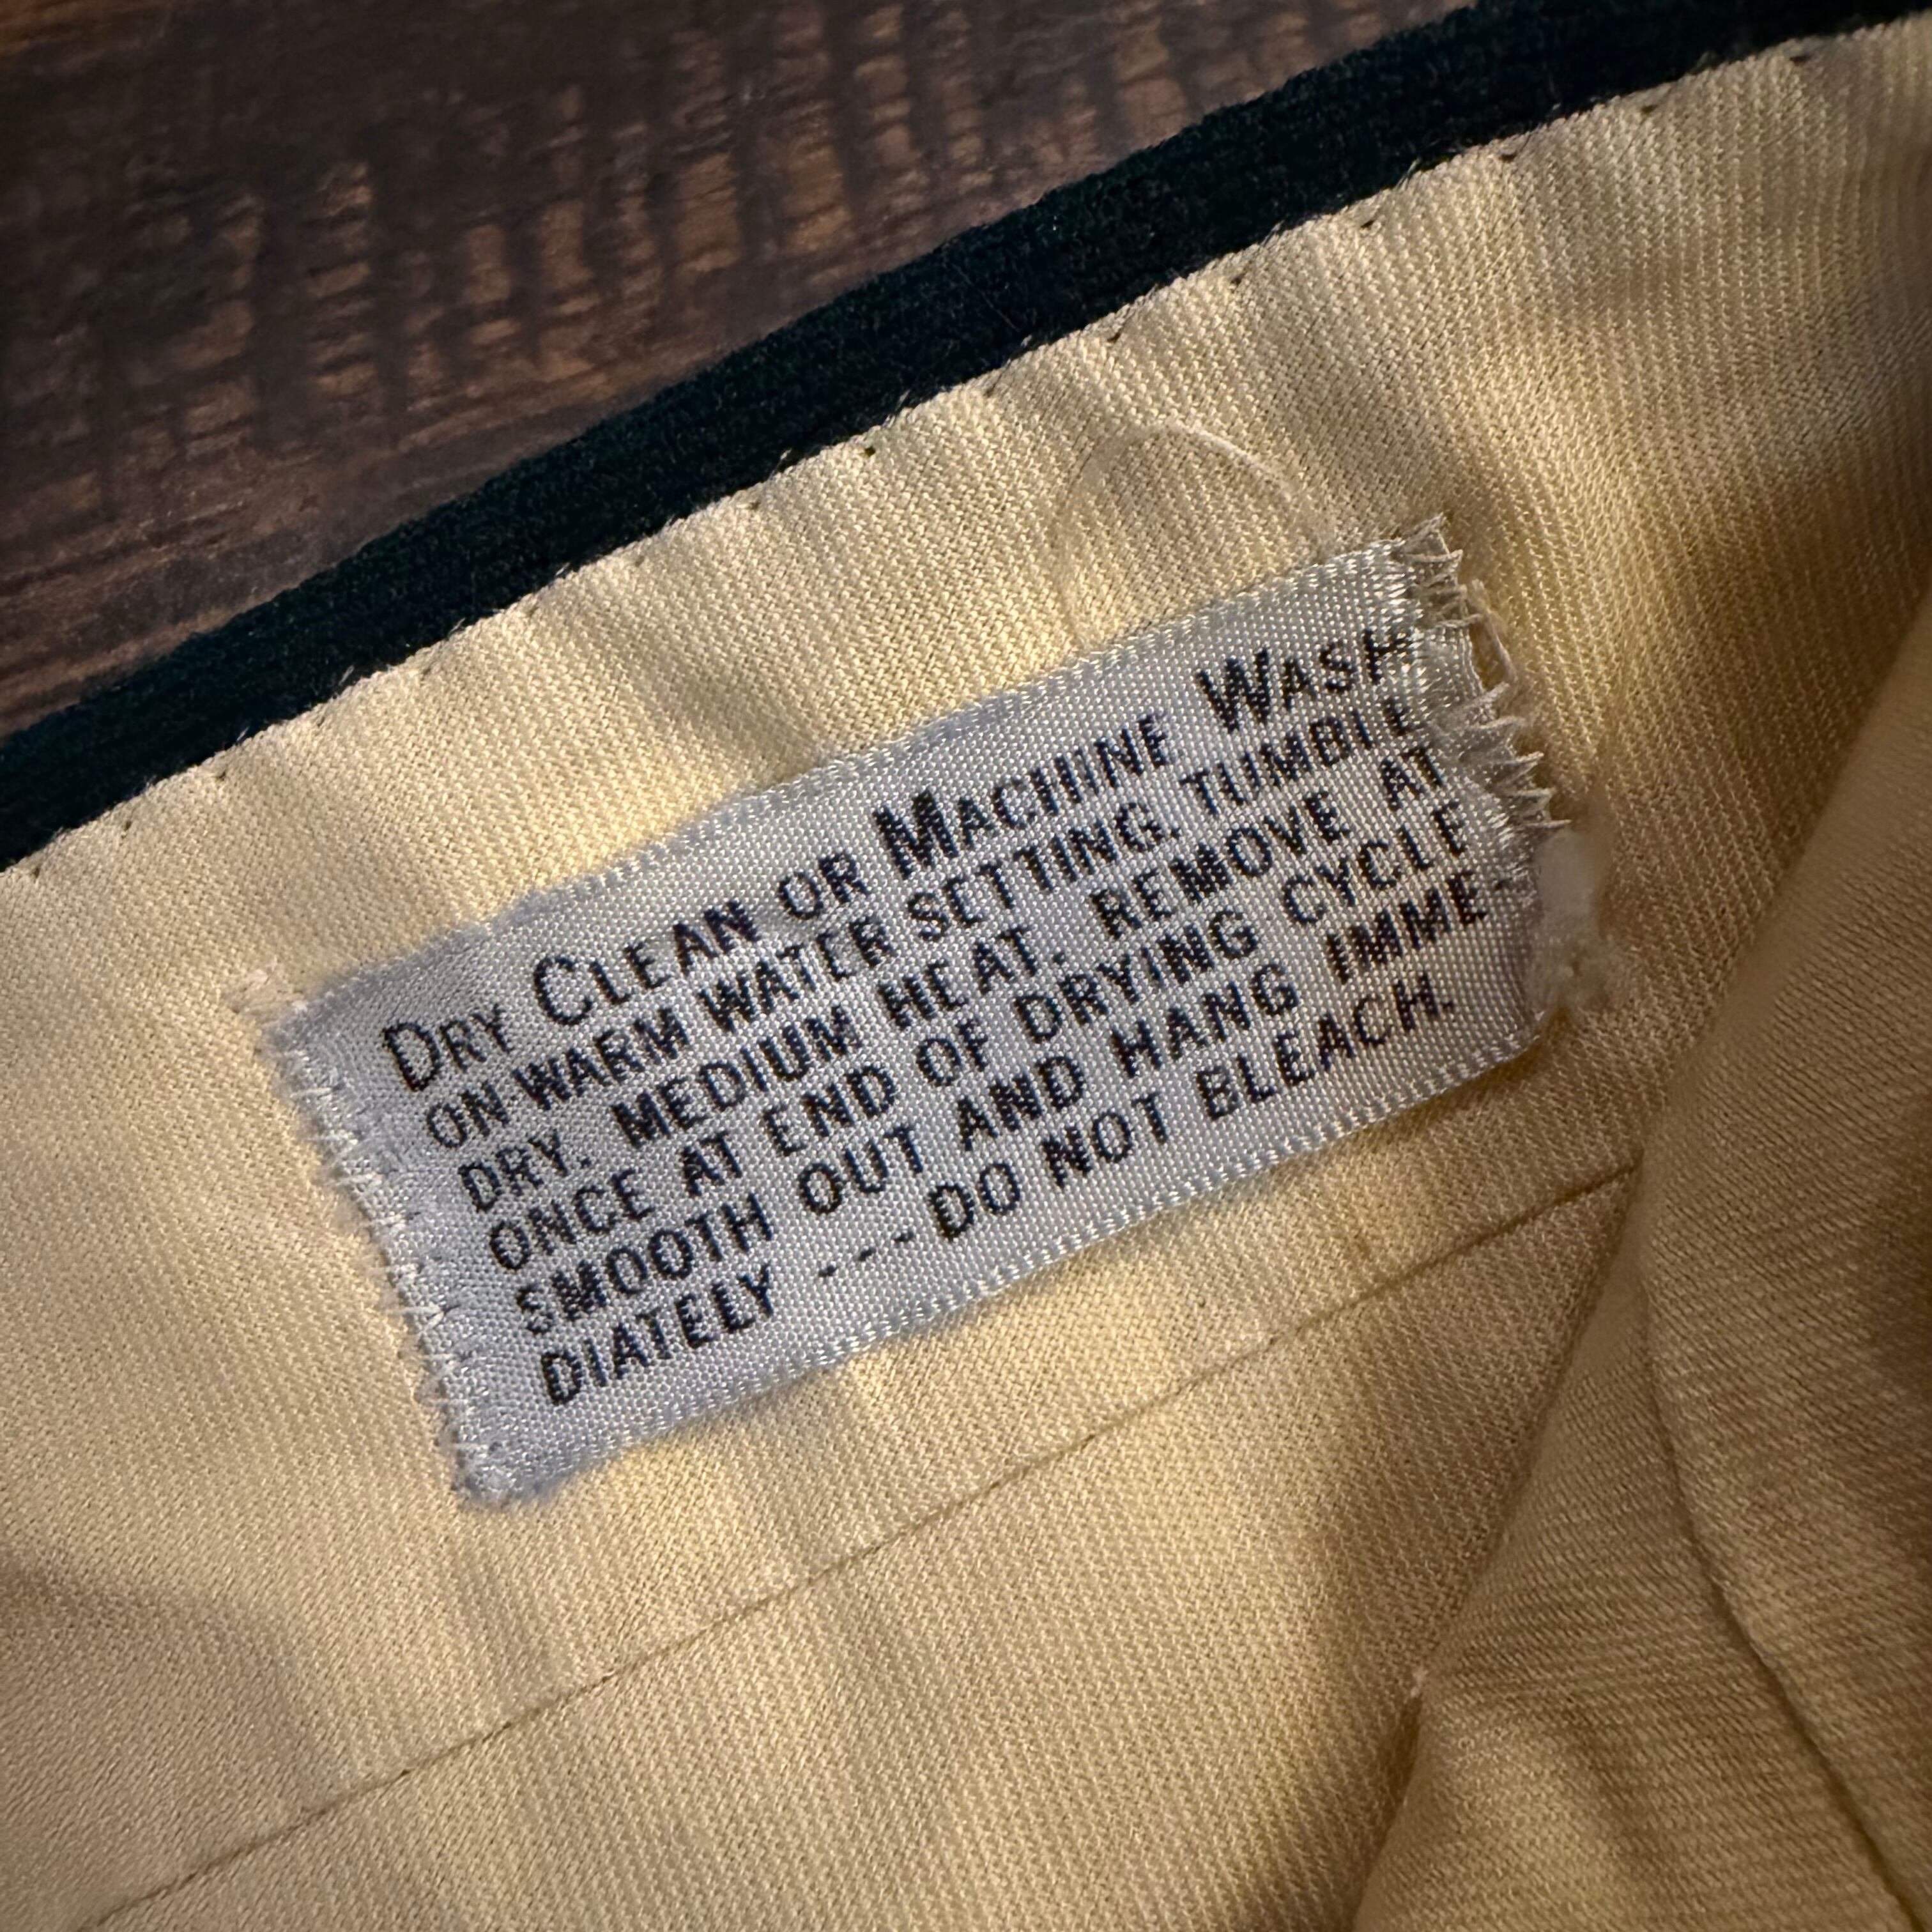 DRY CLEAN OR MACHINE WASH
ON WARM WATER SETTING. TUMBLE
DRY. MEDIUM HEAT. REMOVE AT
ONCE AT END OF DRYING CYCLE
SMOOTH OUT AND HANG IMME-
DIATELY ---DO NOT BLEACH.